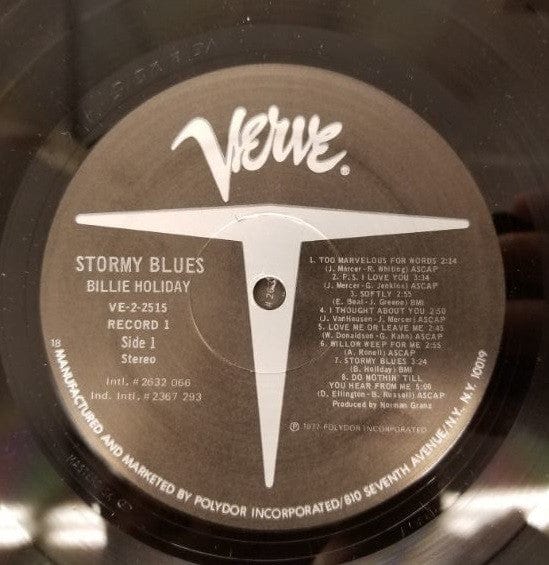 Verve®
STORMY BLUES
BILLIE HOLIDAY
VE-2-2515
RECORD 1
Side 1
Stereo
Intl. #2632 066
Ind. Intl. #2367 293
1. TOO MARVELOUS FOR WORDS 2:14
(J. Mercer-R. Whiting) ASCAP
2. P.S. I LOVE YOU 3:34
(J. Mercer - G. Jenkins) ASCAP
3. SOFTLY 2:55
(E. Beal-J. Greene) BMI
4. I THOUGHT ABOUT YOU 2:50
(J. VanHeusen - J. Mercer) ASCAP
5. LOVE ME OR LEAVE ME 2:45
(W. Donaldson - G. Kahn) ASCAP
6. WILLOR WEEP FOR ME 2:55
(A. Ronell) ASCAP
7. STORMY BLUES 3:24
(B. Holiday) BMI
8. DO NOTHIN' TILL
YOU HEAR FROM ME 5:09
(D. Ellington-B. Russell) ASCAP
Produced by Norman Granz
℗ 1977 POLYDOR INCORPORATED
18
MANUFACTURED AND MARKETED BY POLYDOR INCORPORATED/810 SEVENTH AVENUE/N.Y., N.Y. 10019